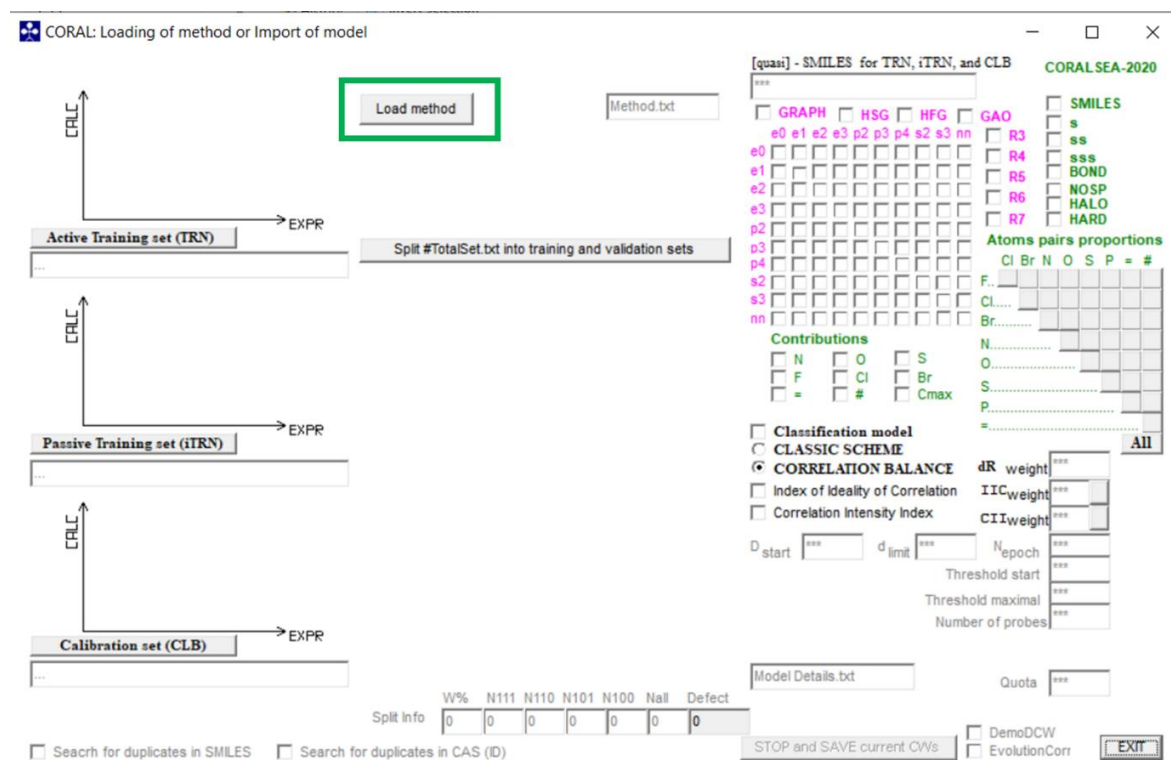 CORAL: Loading of method or Import of model
[quasi] - SMILES for TRN, iTRN, and CLB
CORALSEA-2020
***
Load method
Method.txt
CALC
EXPR
Active Training set (TRN)
...
Split #TotalSet.txt into training and validation sets
CALC
EXPR
Passive Training set (iTRN)
...
CALC
EXPR
Calibration set (CLB)
...
GRAPH HSG HFG GAO
e0 e1 e2 e3 p2 p3 p4 s2 s3 nn
e0
e1
e2
e3
p2
p3
p4
s2
s3
nn
R3
R4
R5
R6
R7
SMILES
s
ss
sss
BOND
NOSP
HALO
HARD
Atoms pairs proportions
Cl Br N O S P = #
F..
Cl.....
Br.........
N...............
O.....................
S...........................
P...............................
=.....................................
All
Contributions
N O S
F Cl Br
= # Cmax
Classification model
CLASSIC SCHEME
CORRELATION BALANCE
Index of Ideality of Correlation
Correlation Intensity Index
dR weight ***
IICweight ***
CIIweight ***
D start *** d limit *** Nepoch ***
Threshold start ***
Threshold maximal ***
Number of probes ***
Model Details.txt
Quota ***
W% N111 N110 N101 N100 Nall Defect
Split Info 0 0 0 0 0 0 0
Seacrh for duplicates in SMILES Search for duplicates in CAS (ID)
STOP and SAVE current CWs
DemoDCW
EvolutionCorr
EXIT